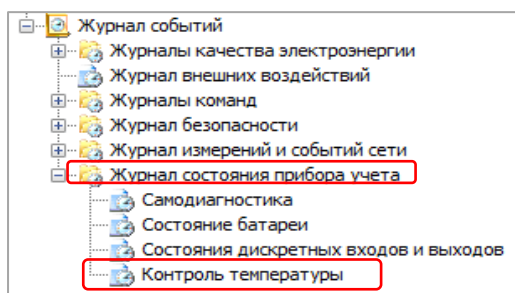 Журнал событий
Журналы качества электроэнергии
Журнал внешних воздействий
Журналы команд
Журнал безопасности
Журнал измерений и событий сети
Журнал состояния прибора учета
Самодиагностика
Состояние батареи
Состояния дискретных входов и выходов
Контроль температуры